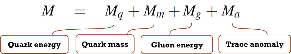 M = M_q + M_m + M_g + M_a
Quark energy Quark mass Gluon energy Trace anomaly